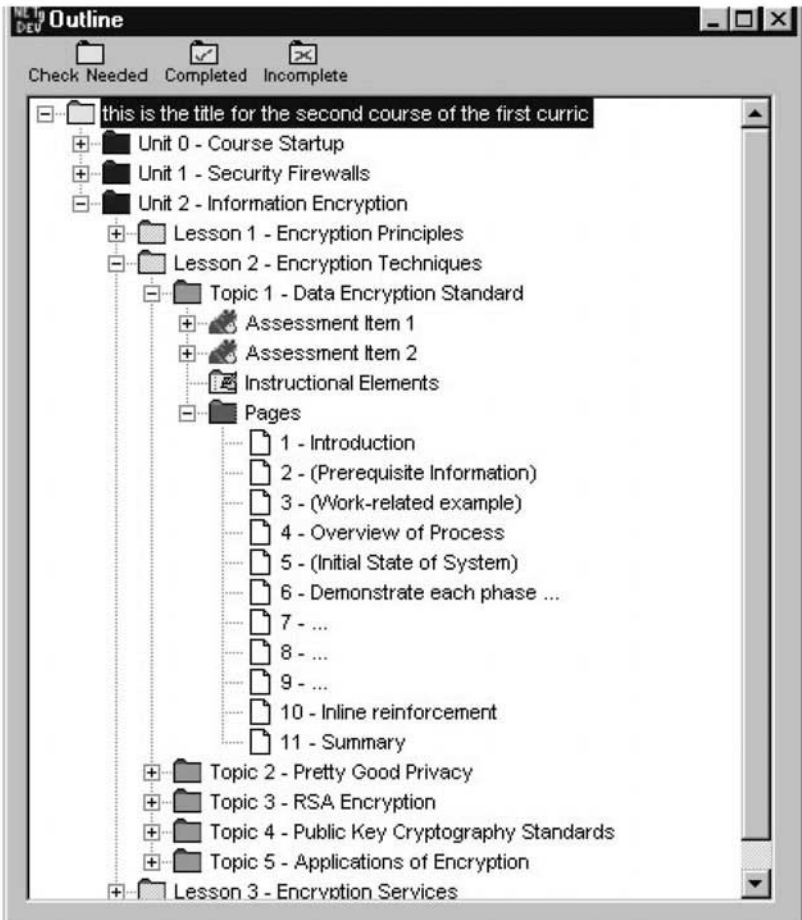 NETg
DEV Outline
Check Needed Completed Incomplete
this is the title for the second course of the first curric
Unit 0 - Course Startup
Unit 1 - Security Firewalls
Unit 2 - Information Encryption
Lesson 1 - Encryption Principles
Lesson 2 - Encryption Techniques
Topic 1 - Data Encryption Standard
Assessment Item 1
Assessment Item 2
Instructional Elements
Pages
1 - Introduction
2 - (Prerequisite Information)
3 - (Work-related example)
4 - Overview of Process
5 - (Initial State of System)
6 - Demonstrate each phase ...
7 - ...
8 - ...
9 - ...
10 - Inline reinforcement
11 - Summary
Topic 2 - Pretty Good Privacy
Topic 3 - RSA Encryption
Topic 4 - Public Key Cryptography Standards
Topic 5 - Applications of Encryption
Lesson 3 - Encryption Services